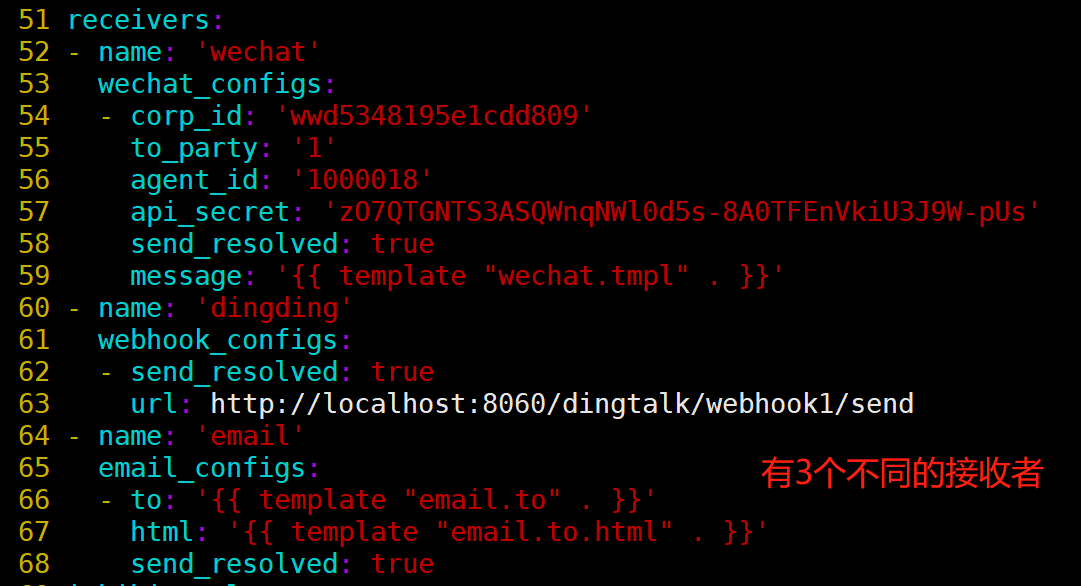 51 receivers:
52 - name: 'wechat'
53   wechat_configs:
54   - corp_id: 'wwd5348195e1cdd809'
55     to_party: '1'
56     agent_id: '1000018'
57     api_secret: 'zO7QTGNTS3ASQWnqNWl0d5s-8A0TFEnVkiU3J9W-pUs'
58     send_resolved: true
59     message: '{{ template "wechat.tmpl" . }}'
60 - name: 'dingding'
61   webhook_configs:
62   - send_resolved: true
63     url: http://localhost:8060/dingtalk/webhook1/send
64 - name: 'email'
65   email_configs:
有3个不同的接收者
66   - to: '{{ template "email.to" . }}'
67     html: '{{ template "email.to.html" . }}'
68     send_resolved: true